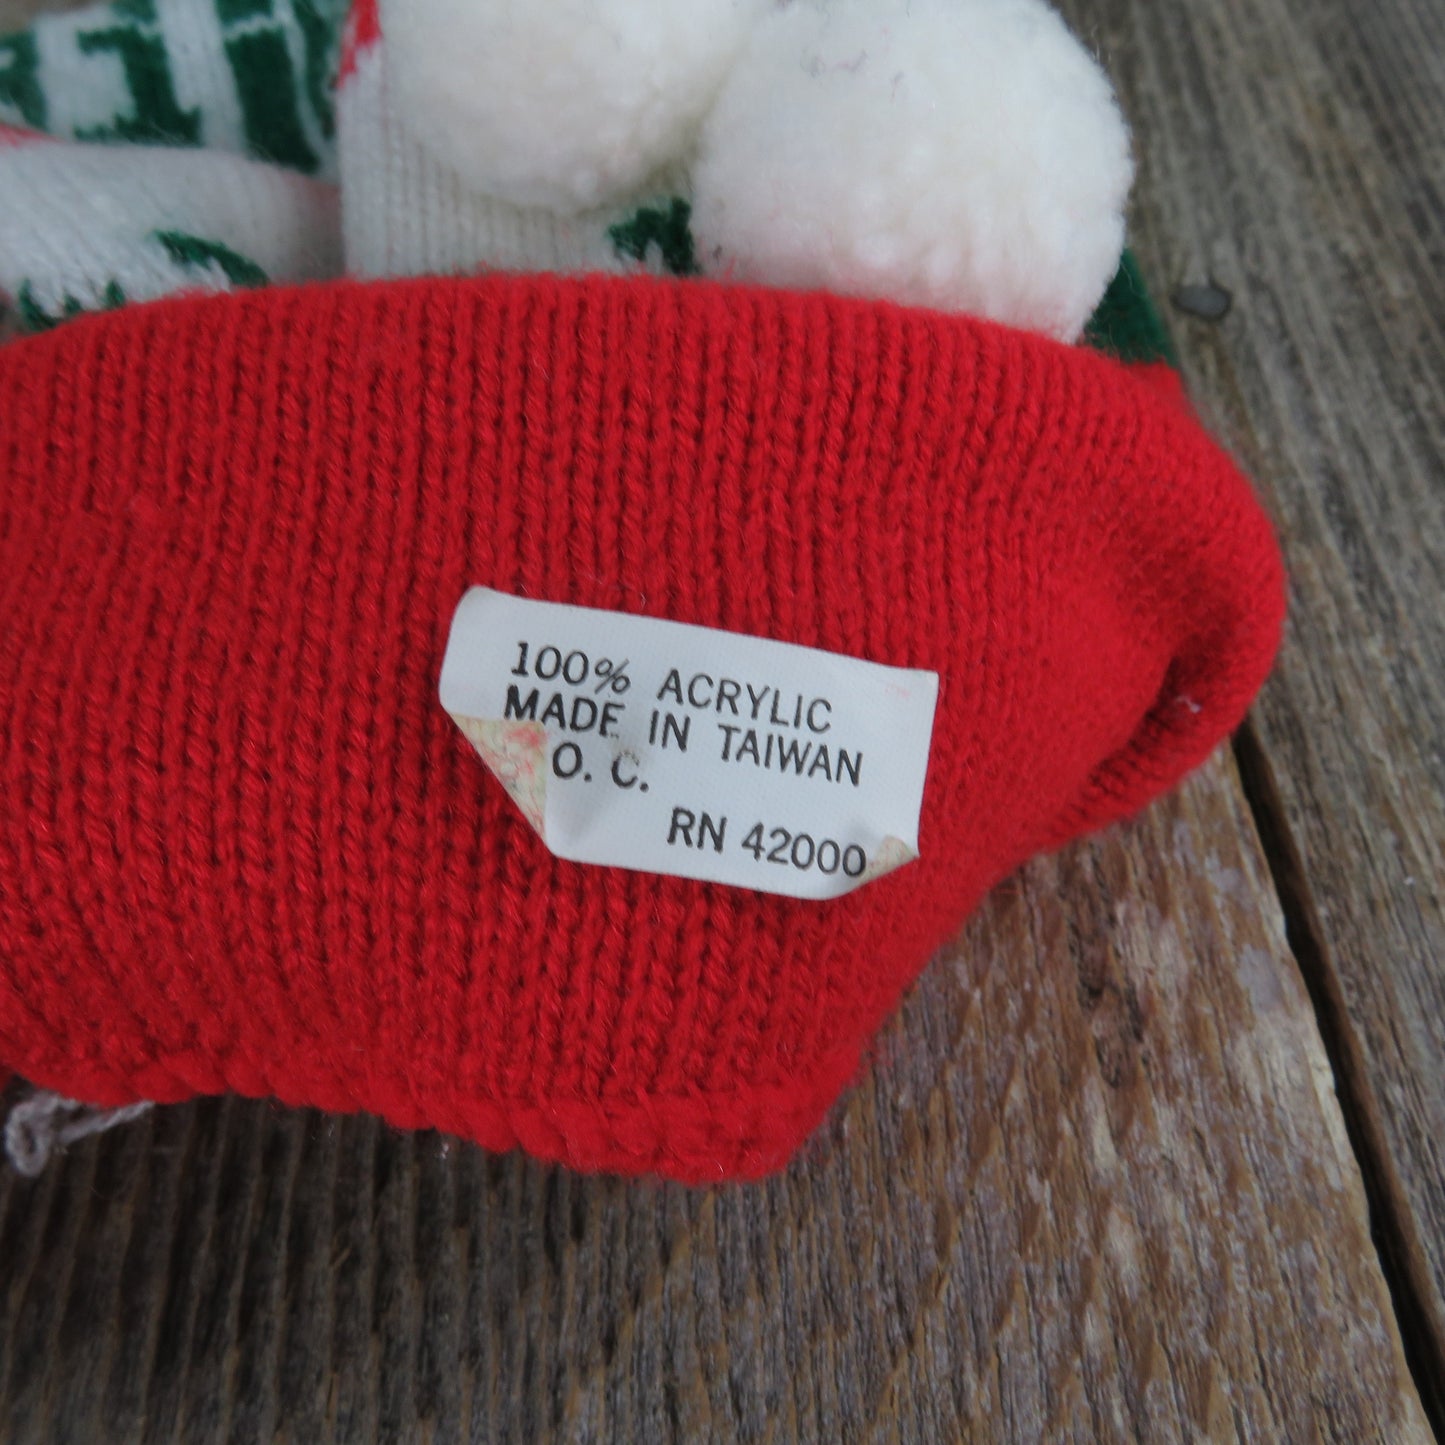 100% ACRYLIC
MADE IN TAIWAN
O. C.
RN 42000